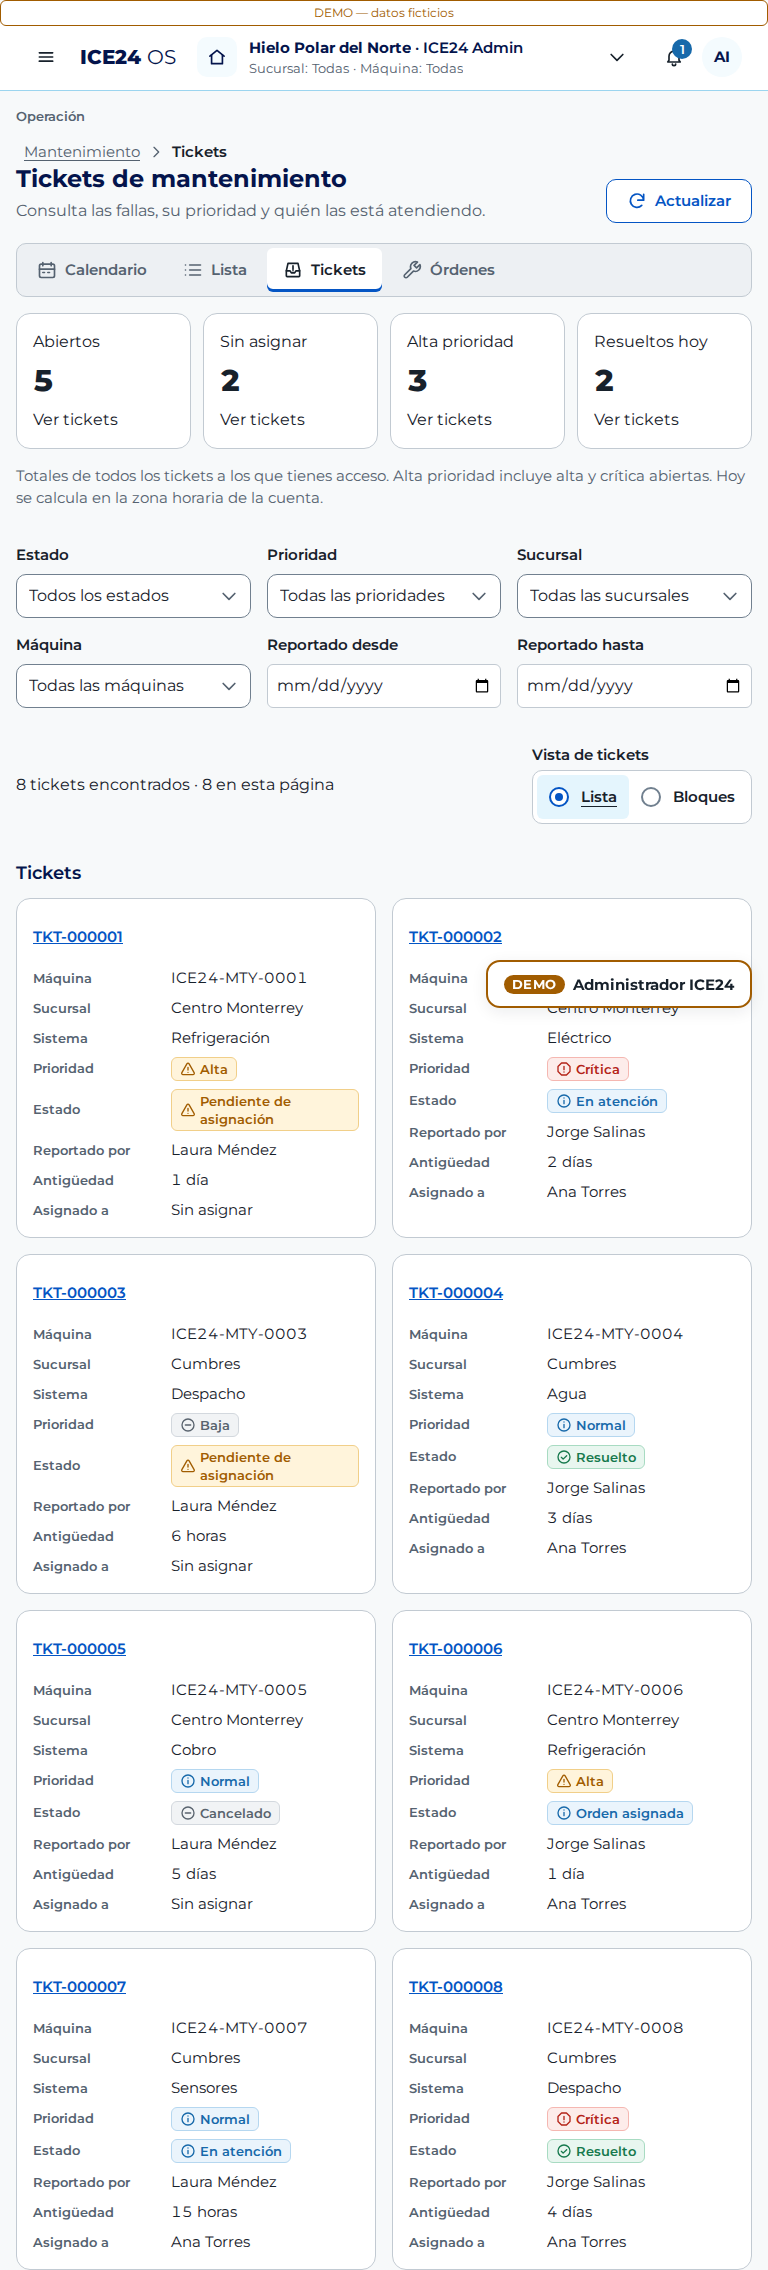 DEMO — datos ficticios
ICE24 OS
Hielo Polar del Norte · ICE24 Admin
Sucursal: Todas · Máquina: Todas
1
AI
Operación
Mantenimiento > Tickets
Tickets de mantenimiento
Consulta las fallas, su prioridad y quién las está atendiendo.
Actualizar
Calendario
Lista
Tickets
Órdenes
Abiertos
5
Ver tickets
Sin asignar
2
Ver tickets
Alta prioridad
3
Ver tickets
Resueltos hoy
2
Ver tickets
Totales de todos los tickets a los que tienes acceso. Alta prioridad incluye alta y crítica abiertas. Hoy
se calcula en la zona horaria de la cuenta.
Estado
Todos los estados
Prioridad
Todas las prioridades
Sucursal
Todas las sucursales
Máquina
Todas las máquinas
Reportado desde
mm/dd/yyyy
Reportado hasta
mm/dd/yyyy
8 tickets encontrados · 8 en esta página
Vista de tickets
Lista
Bloques
Tickets
TKT-000001
Máquina ICE24-MTY-0001
Sucursal Centro Monterrey
Sistema Refrigeración
Prioridad Alta
Estado Pendiente de
asignación
Reportado por Laura Méndez
Antigüedad 1 día
Asignado a Sin asignar
TKT-000002
Máquina
DEMO Administrador ICE24
Sucursal Centro Monterrey
Sistema Eléctrico
Prioridad Crítica
Estado En atención
Reportado por Jorge Salinas
Antigüedad 2 días
Asignado a Ana Torres
TKT-000003
Máquina ICE24-MTY-0003
Sucursal Cumbres
Sistema Despacho
Prioridad Baja
Estado Pendiente de
asignación
Reportado por Laura Méndez
Antigüedad 6 horas
Asignado a Sin asignar
TKT-000004
Máquina ICE24-MTY-0004
Sucursal Cumbres
Sistema Agua
Prioridad Normal
Estado Resuelto
Reportado por Jorge Salinas
Antigüedad 3 días
Asignado a Ana Torres
TKT-000005
Máquina ICE24-MTY-0005
Sucursal Centro Monterrey
Sistema Cobro
Prioridad Normal
Estado Cancelado
Reportado por Laura Méndez
Antigüedad 5 días
Asignado a Sin asignar
TKT-000006
Máquina ICE24-MTY-0006
Sucursal Centro Monterrey
Sistema Refrigeración
Prioridad Alta
Estado Orden asignada
Reportado por Jorge Salinas
Antigüedad 1 día
Asignado a Ana Torres
TKT-000007
Máquina ICE24-MTY-0007
Sucursal Cumbres
Sistema Sensores
Prioridad Normal
Estado En atención
Reportado por Laura Méndez
Antigüedad 15 horas
Asignado a Ana Torres
TKT-000008
Máquina ICE24-MTY-0008
Sucursal Cumbres
Sistema Despacho
Prioridad Crítica
Estado Resuelto
Reportado por Jorge Salinas
Antigüedad 4 días
Asignado a Ana Torres